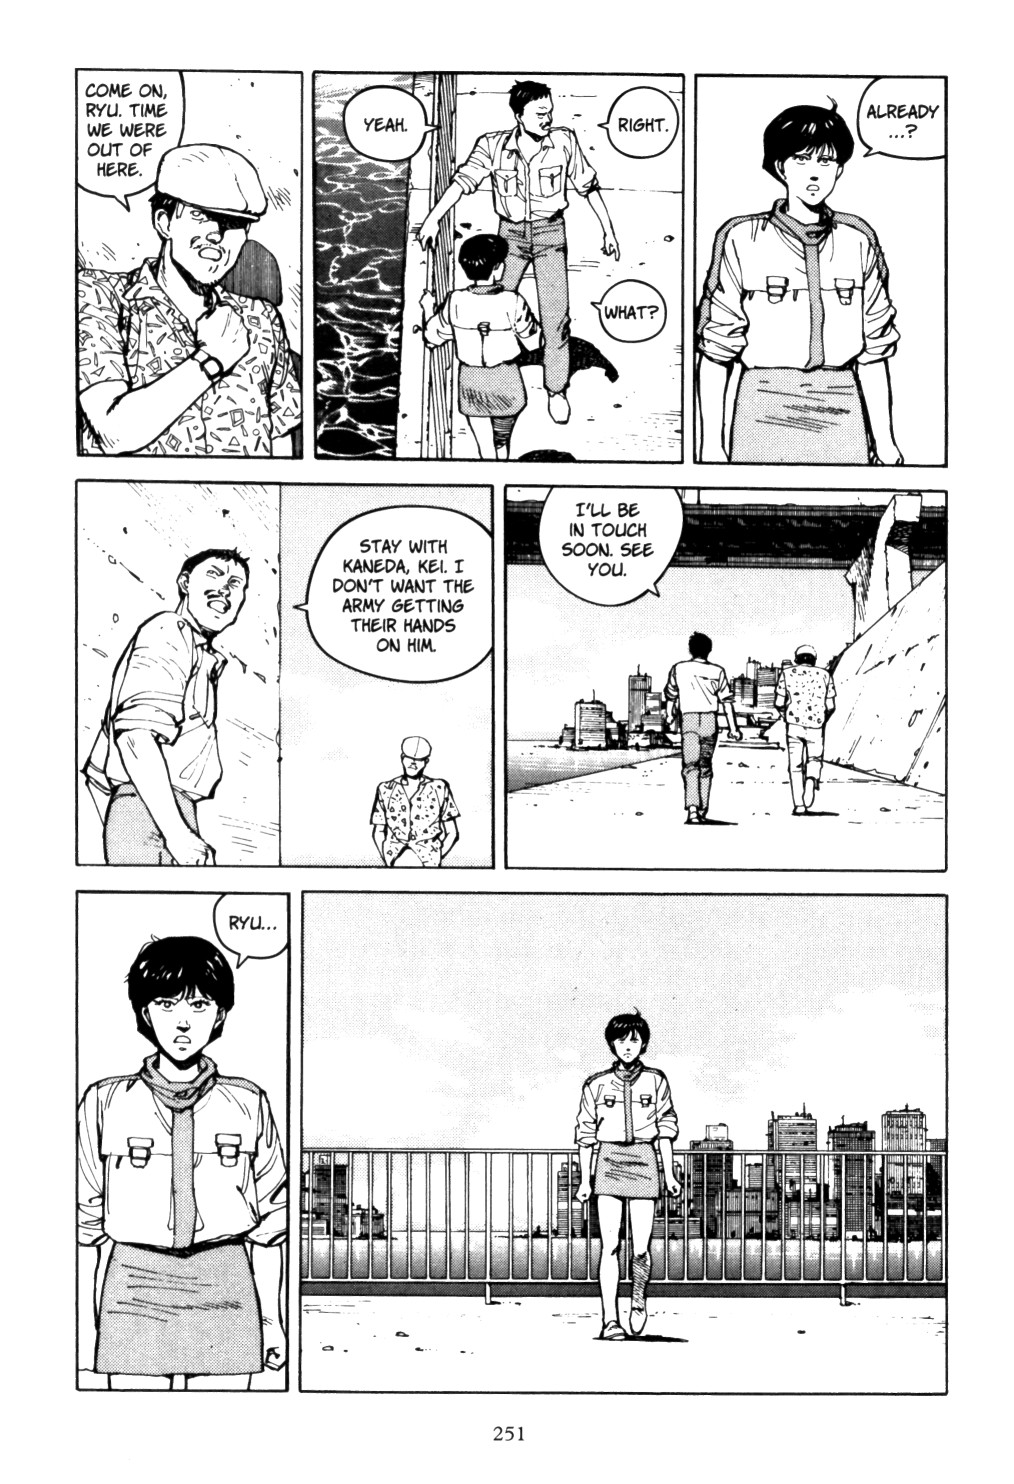 COME ON,
RYU. TIME
WE WERE
OUT OF
HERE.
YEAH.
RIGHT.
WHAT?
ALREADY
...?
STAY WITH
KANEDA, KEI. I
DON'T WANT THE
ARMY GETTING
THEIR HANDS
ON HIM.
I'LL BE
IN TOUCH
SOON. SEE
YOU.
RYU...
251